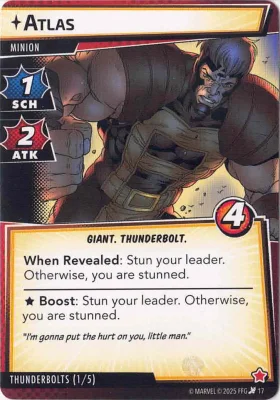 Atlas
MINION
1
SCH
2
ATK
4
GIANT. THUNDERBOLT.
When Revealed: Stun your leader.
Otherwise, you are stunned.
★ Boost: Stun your leader. Otherwise,
you are stunned.
"I'm gonna put the hurt on you, little man."
THUNDERBOLTS (1/5)
© MARVEL © 2025 FFG 17